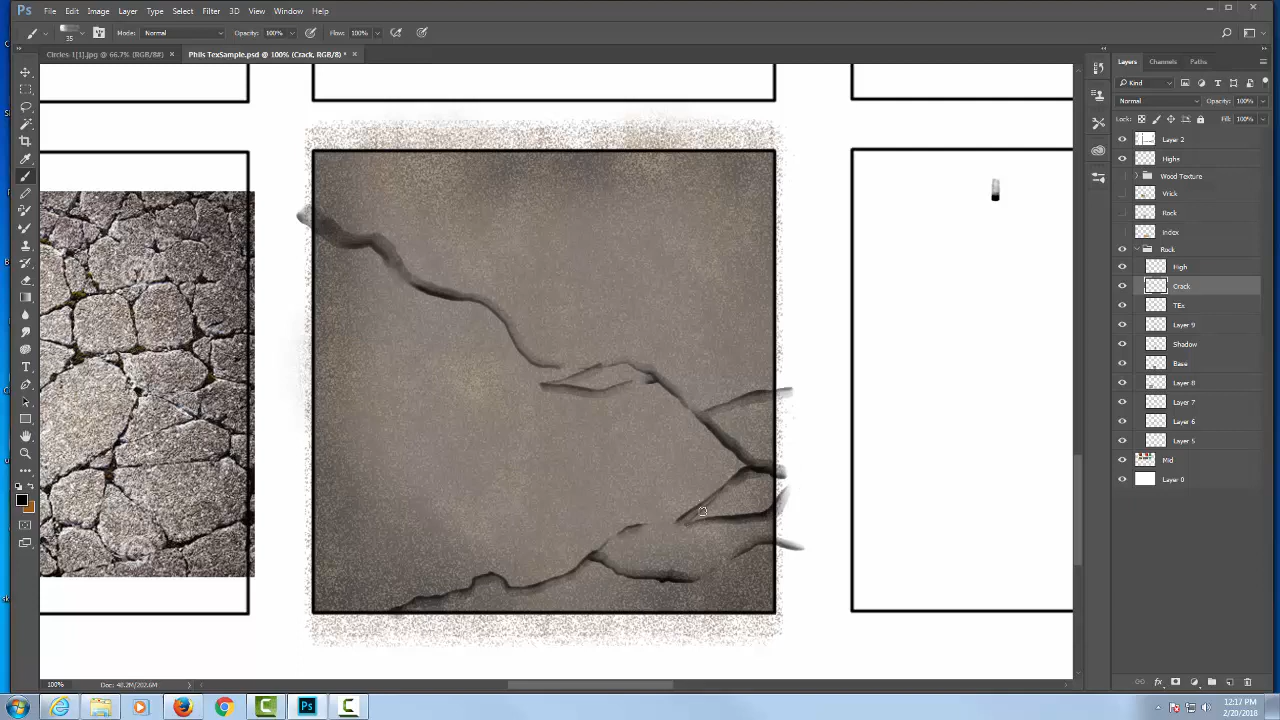 Ps File Edit Image Layer Type Select Filter 3D View Window Help
35 Mode: Normal Opacity: 100% Flow: 100%
Circles 1[1].jpg @ 66.7% (RGB/8#) × Phils TexSample.psd @ 100% (Crack, RGB/8) * ×
Layers Channels Paths
Kind
Normal Opacity: 100%
Lock: Fill: 100%
Layer 2
Highs
Wood Texture
Vrick
Rock
Index
Rock
High
Crack
TEx
Layer 9
Shadow
Base
Layer 8
Layer 7
Layer 6
Layer 5
Mid
Layer 0
100% Doc: 48.2M/202.6M
fx
Ps
12:17 PM
2/20/2018